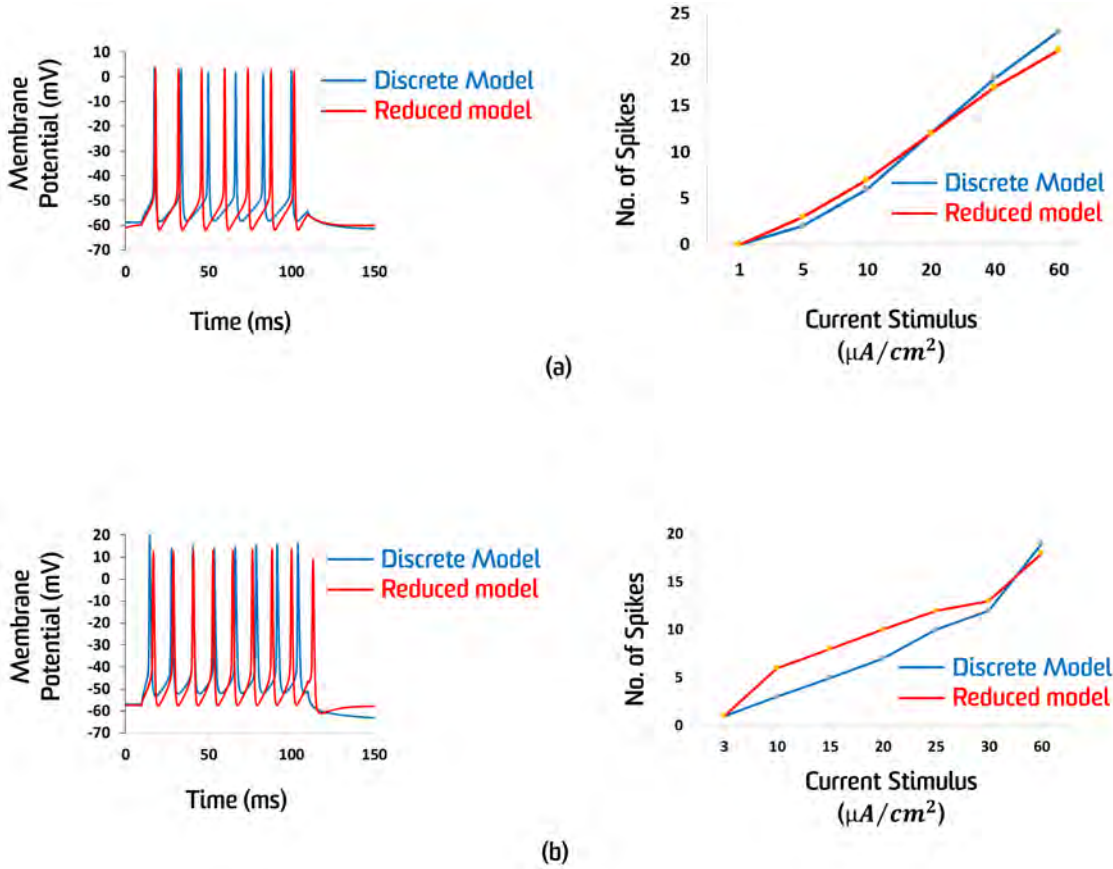 10
0
-10
-20
-30
-40
-50
-60
-70
Membrane
Potential (mV)
Discrete Model
Reduced model
0 50 100 150
Time (ms)
25
20
15
10
5
0
No. of Spikes
Discrete Model
Reduced model
1 5 10 20 40 60
Current Stimulus
(μA/cm²)
(a)
20
10
0
-10
-20
-30
-40
-50
-60
-70
Membrane
Potential (mV)
Discrete Model
Reduced model
0 50 100 150
Time (ms)
20
15
10
5
0
No. of Spikes
Discrete Model
Reduced model
3 10 15 20 25 30 60
Current Stimulus
(μA/cm²)
(b)